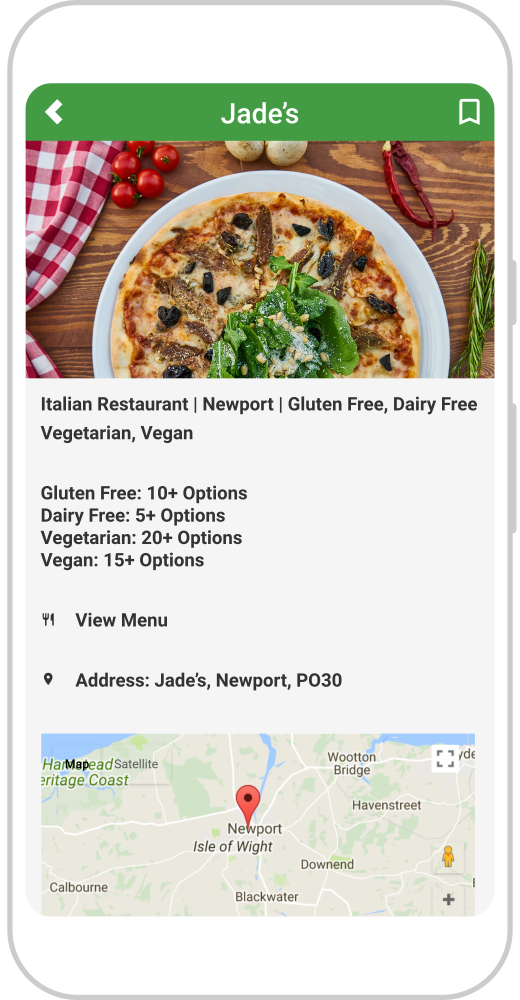 Jade’s
Italian Restaurant | Newport | Gluten Free, Dairy Free
Vegetarian, Vegan
Gluten Free: 10+ Options
Dairy Free: 5+ Options
Vegetarian: 20+ Options
Vegan: 15+ Options
View Menu
Address: Jade’s, Newport, PO30
Map Satellite
eritage Coast
Wootton
Bridge
Havenstreet
Newport
Isle of Wight
Downend
Calbourne
Blackwater